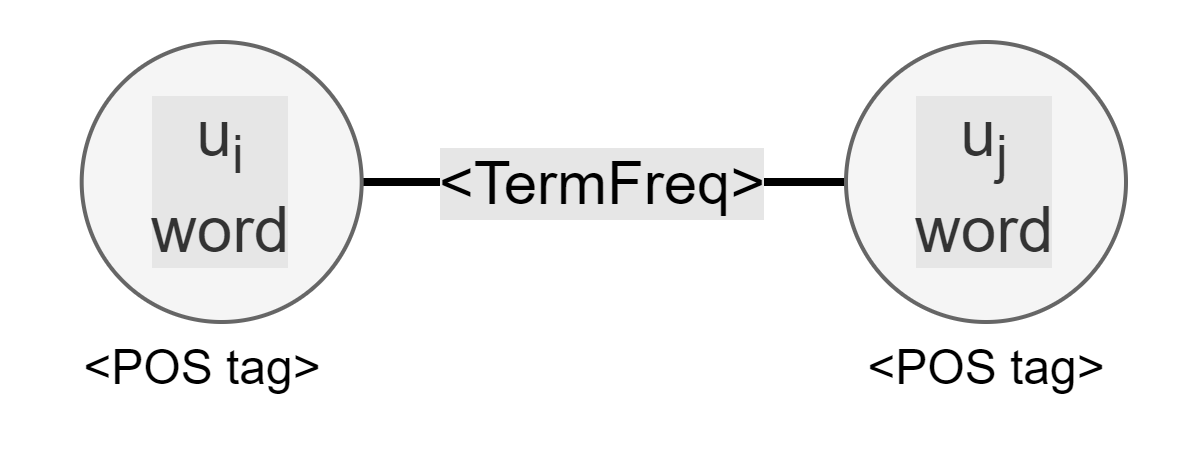 uᵢ
word
<TermFreq>
uⱼ
word
<POS tag>
<POS tag>